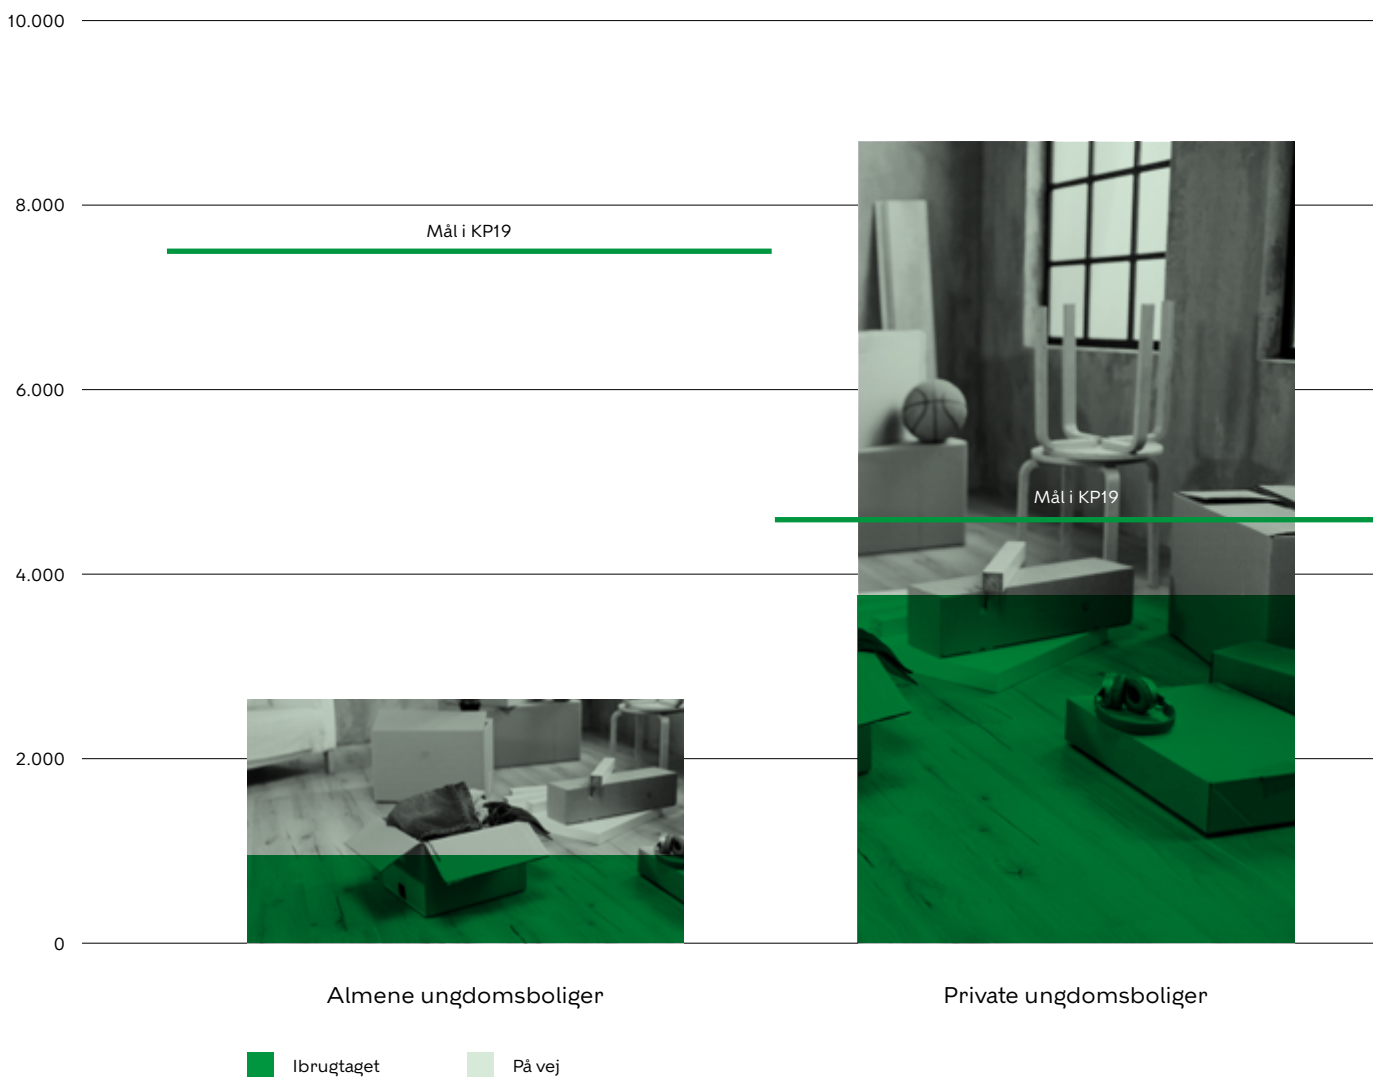 10.000
8.000
Mål i KP19
6.000
Mål i KP19
4.000
2.000
0
Almene ungdomsboliger
Private ungdomsboliger
Ibrugtaget
På vej